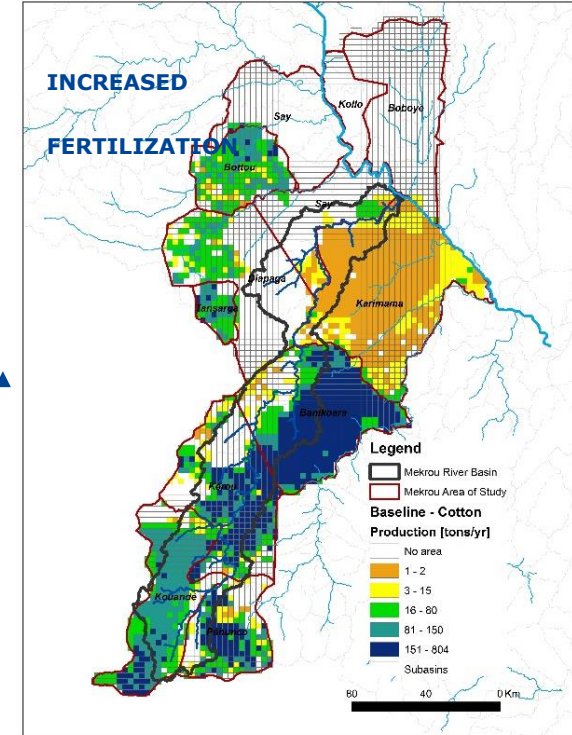 INCREASED
FERTILIZATION
Say
Kollo
Boboye
Bottou
Say
Diapaga
Tansarga
Karimama
Banikoara
Kerou
Kouande
Pehunco
Legend
Mekrou River Basin
Mekrou Area of Study
Baseline - Cotton
Production [tons/yr]
No area
1 - 2
3 - 15
16 - 80
81 - 150
151 - 804
Subasins
80 40 0 Km